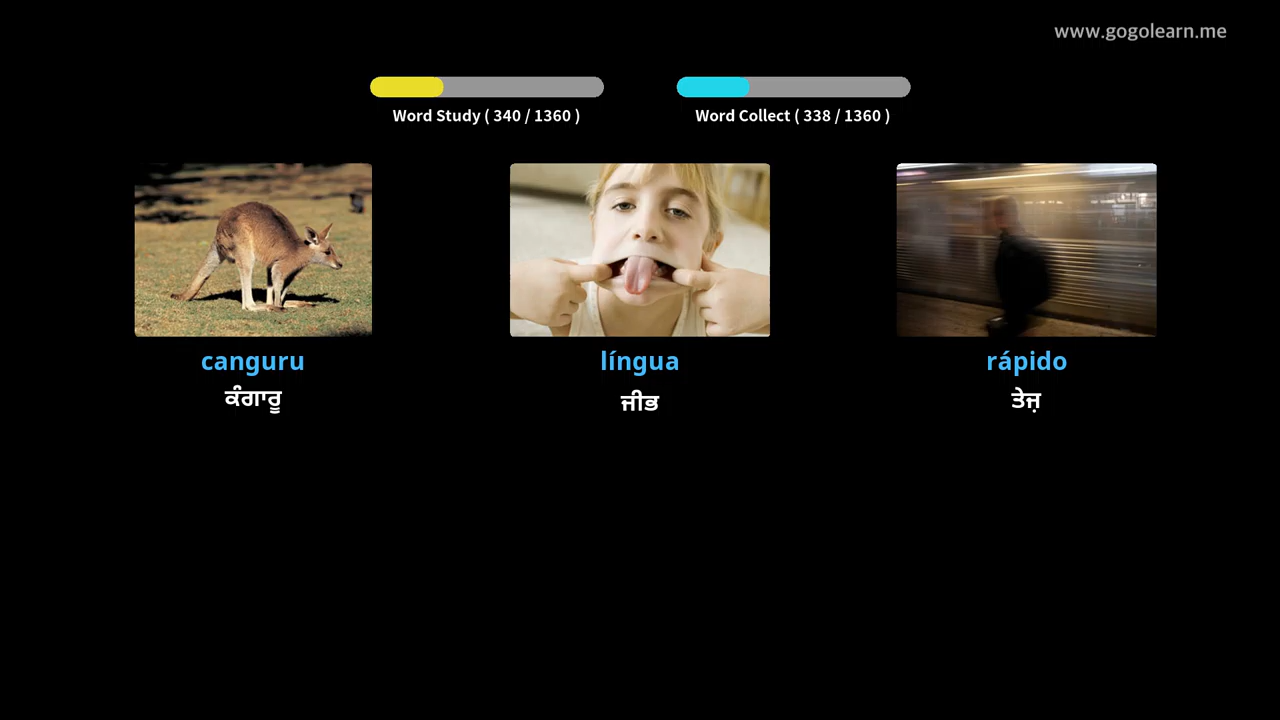 www.gogolearn.me
Word Study ( 340 / 1360 )
Word Collect ( 338 / 1360 )
canguru
ਕੰਗਾਰੂ
língua
ਜੀਭ
rápido
ਤੇਜ਼